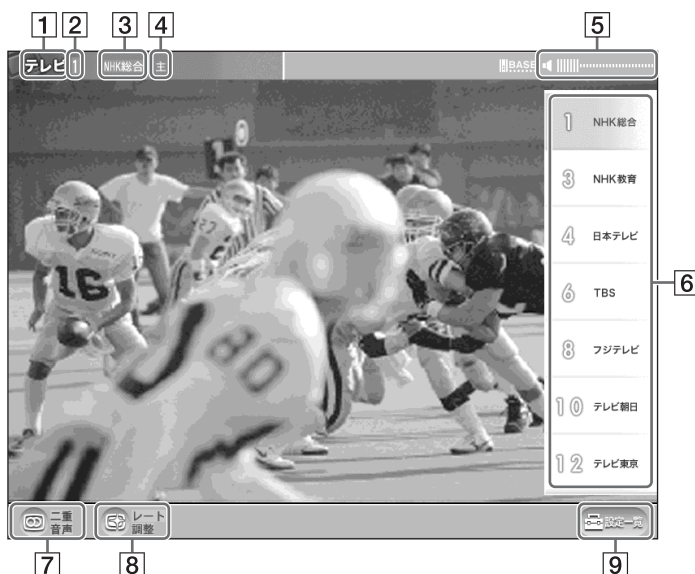 1
2
3
4
5
テレビ 1 NHK総合 主 BASE
1 NHK総合
3 NHK教育
4 日本テレビ
6 TBS
8 フジテレビ
10 テレビ朝日
12 テレビ東京
6
16
27
80
二重
音声
レート
調整
設定一覧
7
8
9